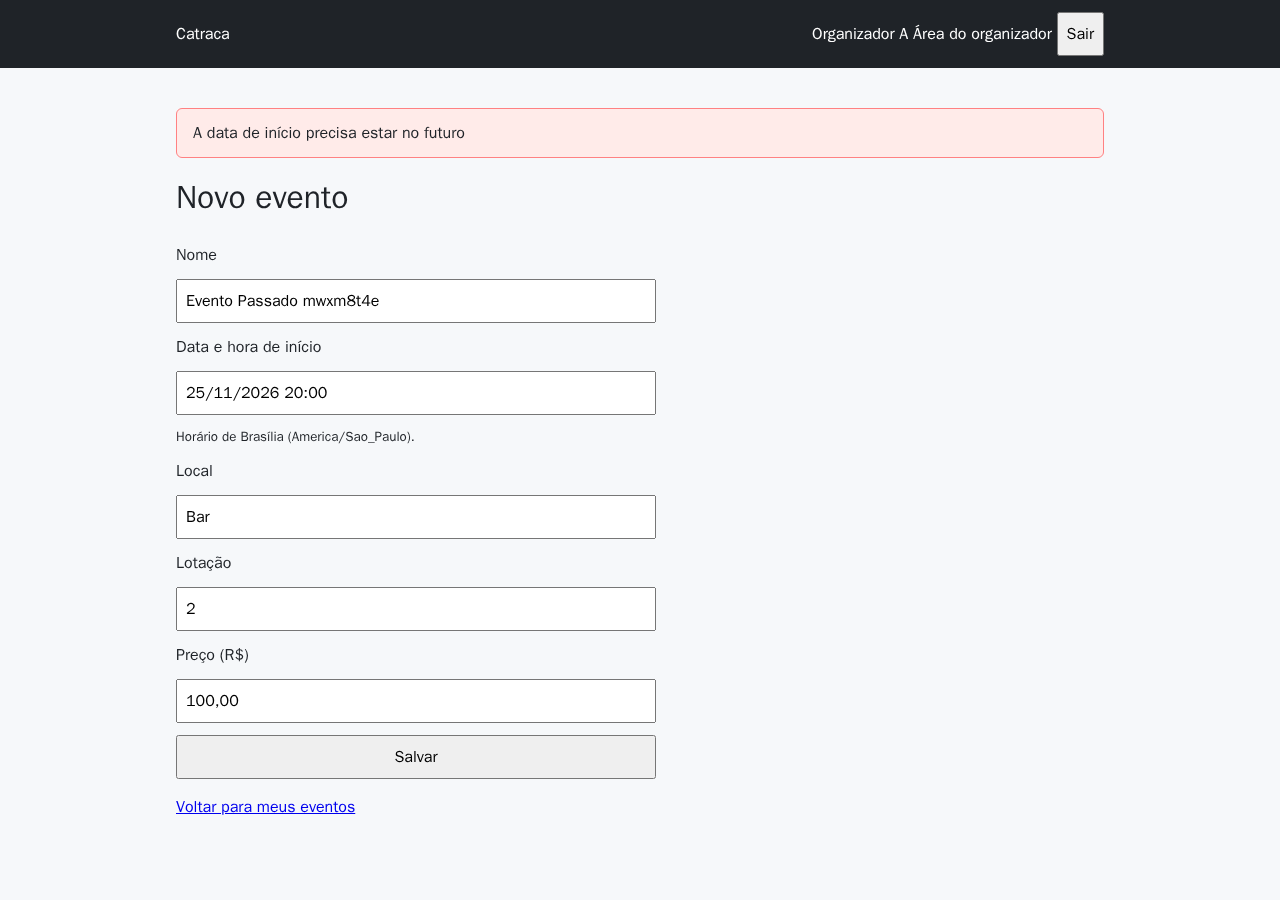 Catraca
Organizador A Área do organizador Sair
A data de início precisa estar no futuro
Novo evento
Nome
Evento Passado mwxm8t4e
Data e hora de início
25/11/2026 20:00
Horário de Brasília (America/Sao_Paulo).
Local
Bar
Lotação
2
Preço (R$)
100,00
Salvar
Voltar para meus eventos